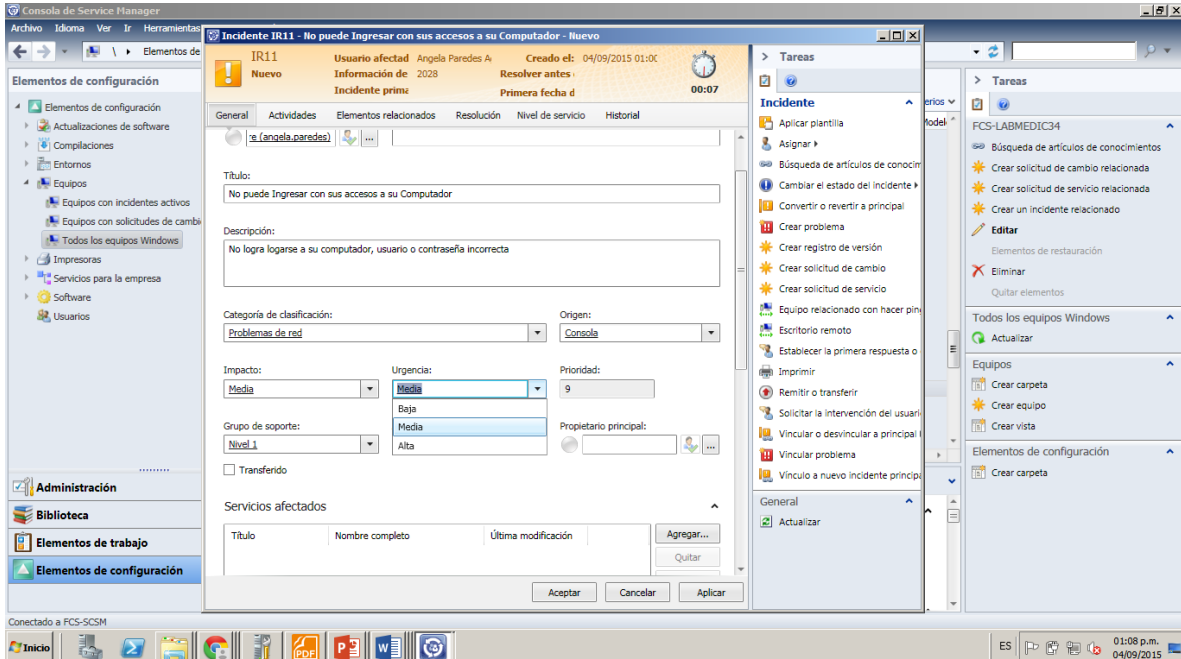 Consola de Service Manager
Archivo Idioma Ver Ir Herramientas
Elementos de
Elementos de configuración
Elementos de configuración
Actualizaciones de software
Compilaciones
Entornos
Equipos
Equipos con incidentes activos
Equipos con solicitudes de cambi
Todos los equipos Windows
Impresoras
Servicios para la empresa
Software
Usuarios
Administración
Biblioteca
Elementos de trabajo
Elementos de configuración
Conectado a FCS-SCSM
Incidente IR11 - No puede Ingresar con sus accesos a su Computador - Nuevo
IR11
Nuevo
Usuario afectad Angela Paredes A
Información de 2028
Incidente prima
Creado el: 04/09/2015 01:0
Resolver antes
Primera fecha d
00:07
General Actividades Elementos relacionados Resolución Nivel de servicio Historial
e (angela.paredes) ...
Título:
No puede Ingresar con sus accesos a su Computador
Descripción:
No logra logarse a su computador, usuario o contraseña incorrecta
Categoría de clasificación: Origen:
Problemas de red Consola
Impacto: Urgencia: Prioridad:
Media Media 9
Baja
Media
Alta
Grupo de soporte: Propietario principal:
Nivel 1 ...
Transferido
Servicios afectados
Título Nombre completo Última modificación
Agregar...
Quitar
Aceptar Cancelar Aplicar
Tareas
Incidente
Aplicar plantilla
Asignar
Búsqueda de artículos de conocim
Cambiar el estado del incidente
Convertir o revertir a principal
Crear problema
Crear registro de versión
Crear solicitud de cambio
Crear solicitud de servicio
Equipo relacionado con hacer pin
Escritorio remoto
Establecer la primera respuesta o
Imprimir
Remitir o transferir
Solicitar la intervención del usuari
Vincular o desvincular a principal
Vincular problema
Vínculo a nuevo incidente principa
General
Actualizar
erios
Model
Tareas
FCS-LABMEDIC34
Búsqueda de artículos de conocimientos
Crear solicitud de cambio relacionada
Crear solicitud de servicio relacionada
Crear un incidente relacionado
Editar
Elementos de restauración
Eliminar
Quitar elementos
Todos los equipos Windows
Actualizar
Equipos
Crear carpeta
Crear equipo
Crear vista
Elementos de configuración
Crear carpeta
Inicio
PDF
ES
01:08 p.m.
04/09/2015